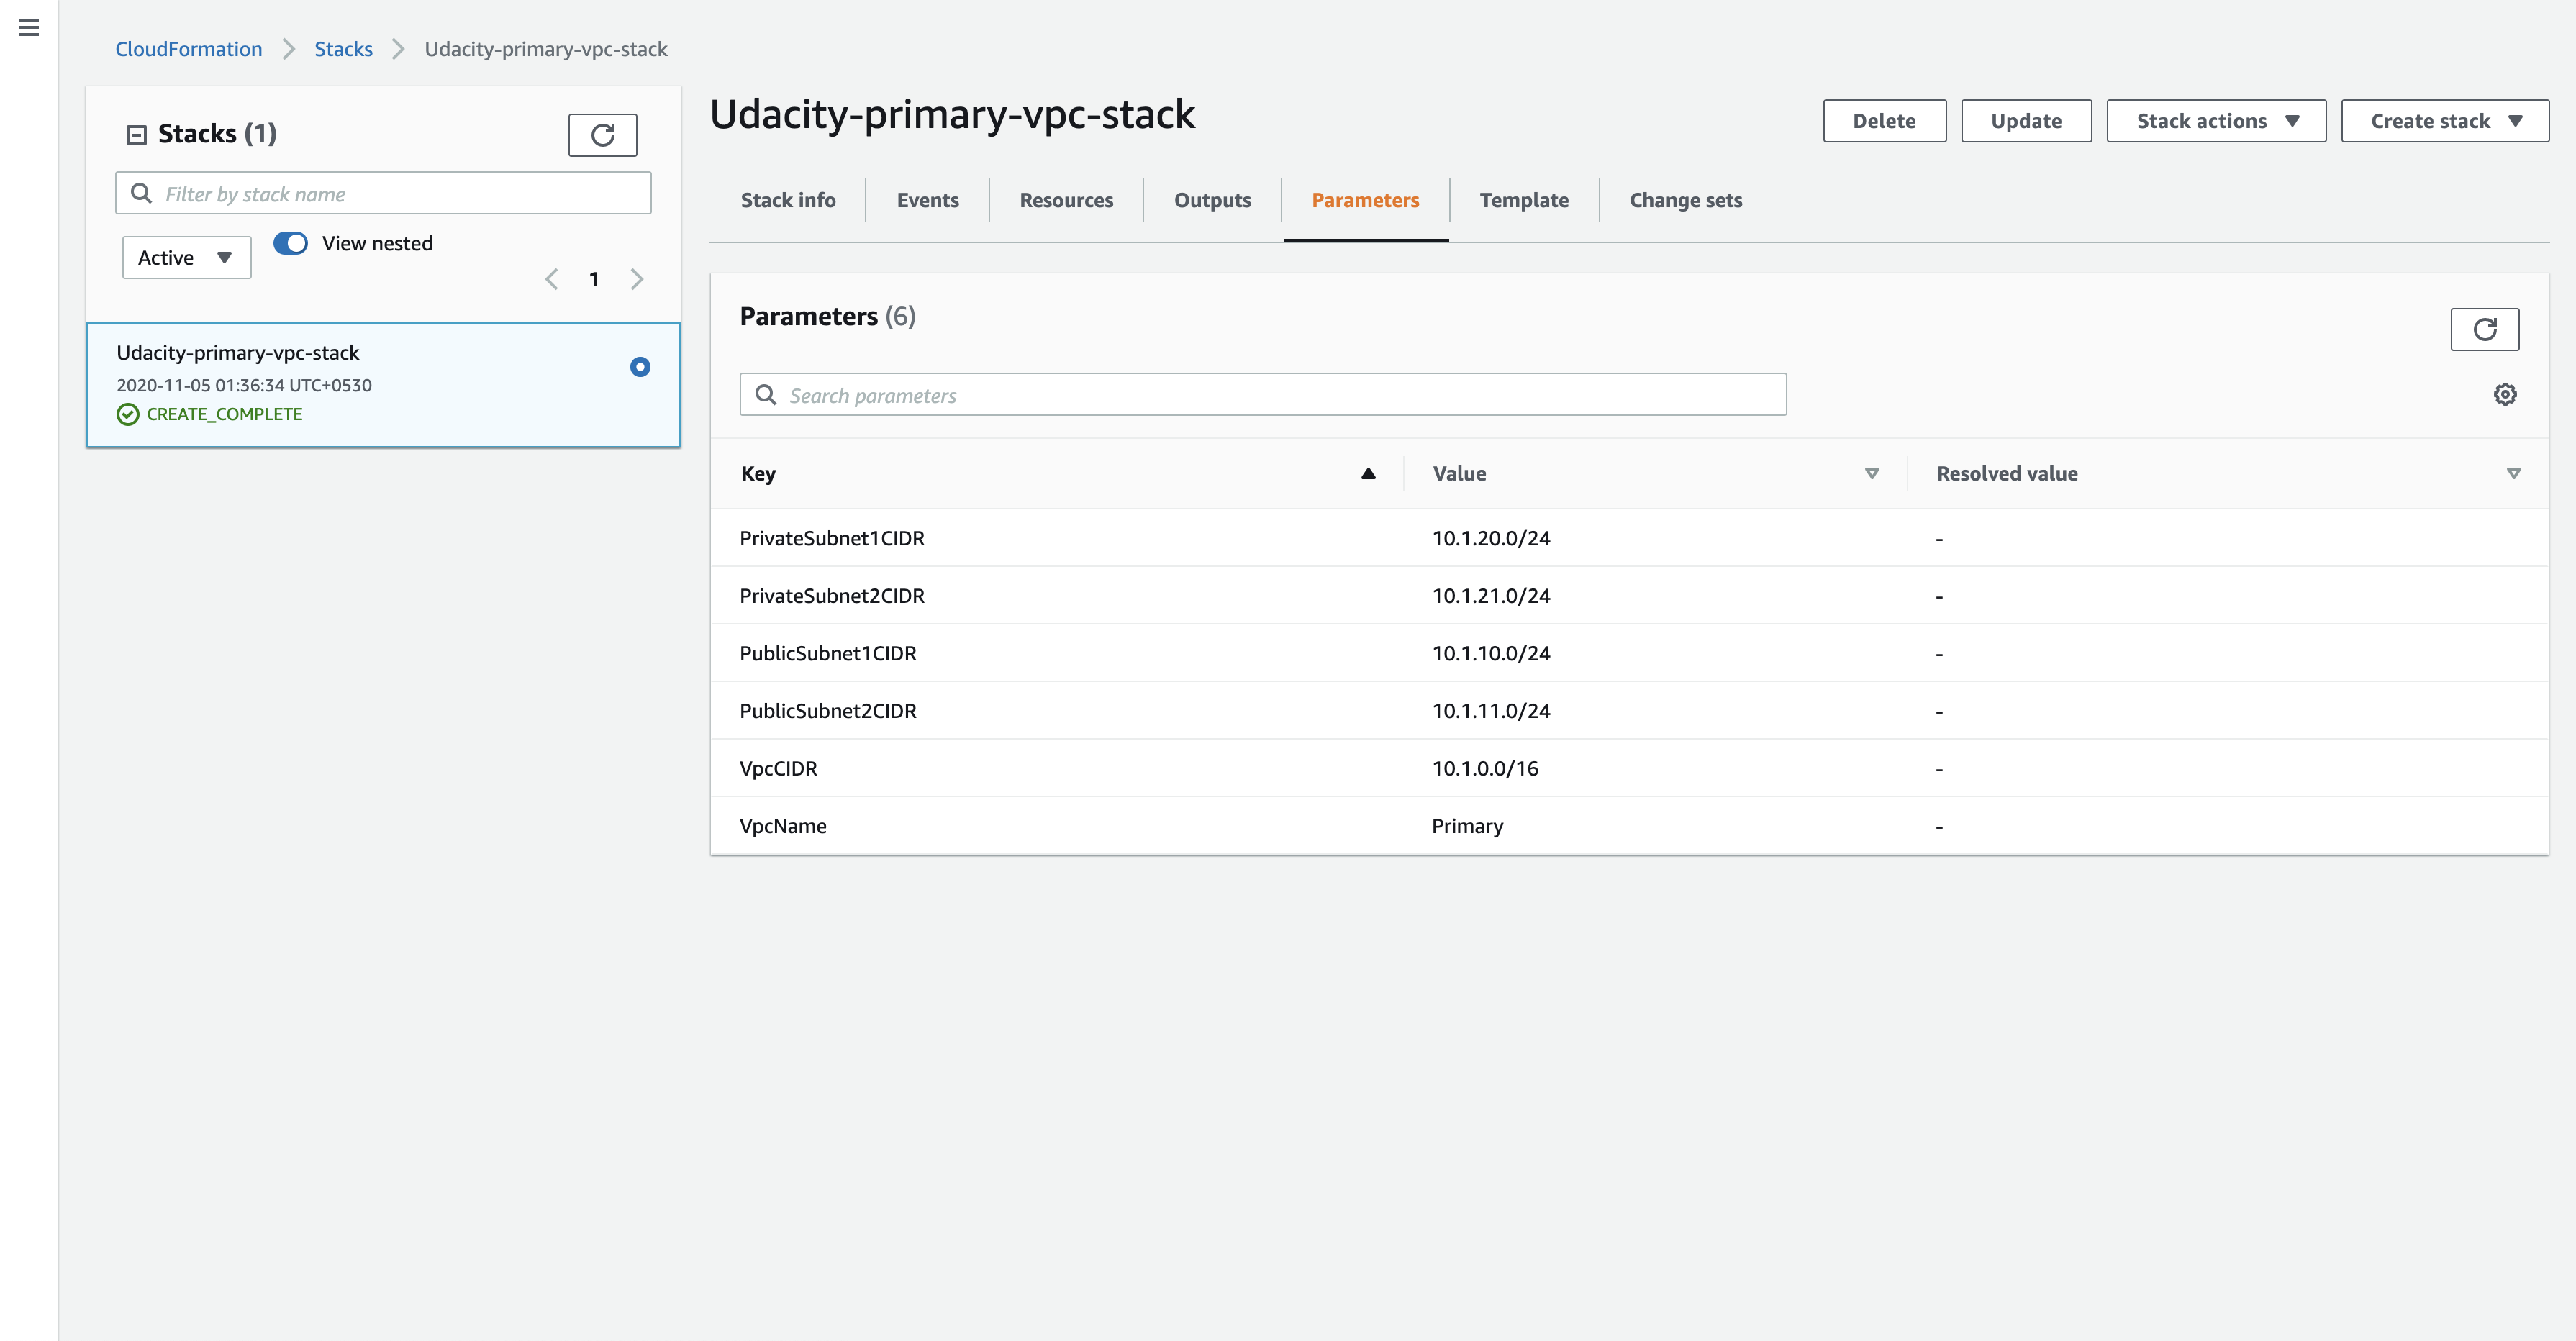 CloudFormation > Stacks > Udacity-primary-vpc-stack
Stacks (1)
Filter by stack name
Active
View nested
1
Udacity-primary-vpc-stack
2020-11-05 01:36:34 UTC+0530
CREATE_COMPLETE
Udacity-primary-vpc-stack
Delete Update Stack actions Create stack
Stack info Events Resources Outputs Parameters Template Change sets
Parameters (6)
Search parameters
Key Value Resolved value
PrivateSubnet1CIDR 10.1.20.0/24 -
PrivateSubnet2CIDR 10.1.21.0/24 -
PublicSubnet1CIDR 10.1.10.0/24 -
PublicSubnet2CIDR 10.1.11.0/24 -
VpcCIDR 10.1.0.0/16 -
VpcName Primary -